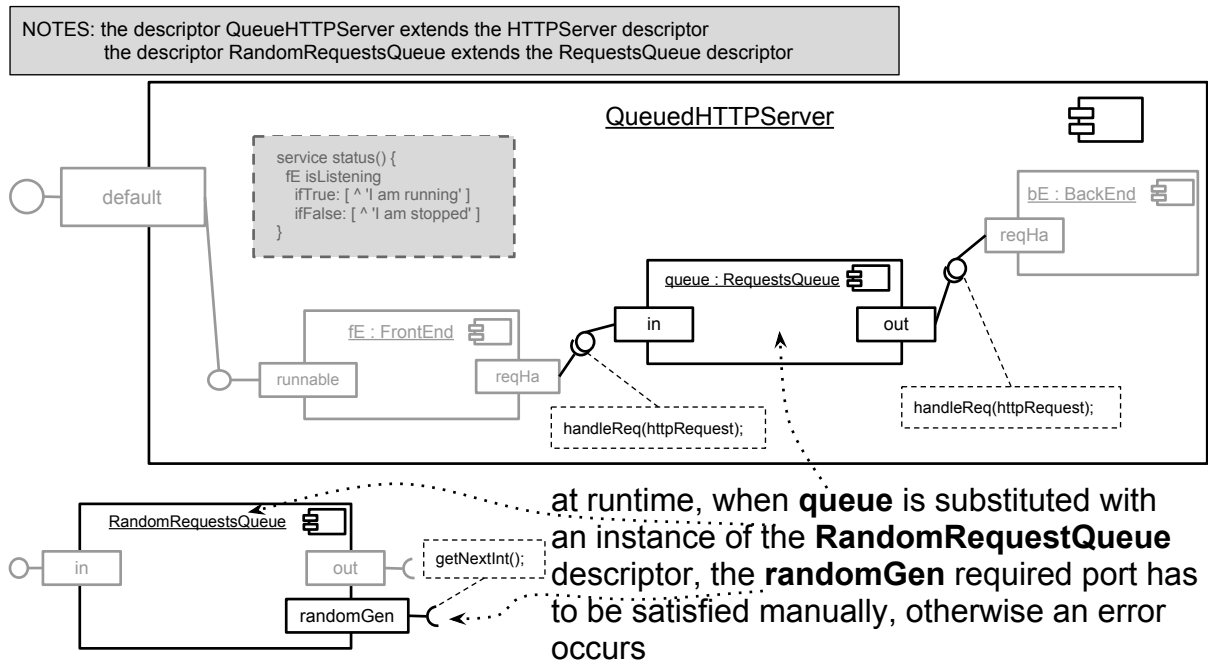 NOTES: the descriptor QueueHTTPServer extends the HTTPServer descriptor
the descriptor RandomRequestsQueue extends the RequestsQueue descriptor
QueuedHTTPServer
service status() {
fE isListening
ifTrue: [ ^ 'I am running' ]
ifFalse: [ ^ 'I am stopped' ]
}
default
bE : BackEnd
reqHa
queue : RequestsQueue
in
out
fE : FrontEnd
runnable
reqHa
handleReq(httpRequest);
handleReq(httpRequest);
RandomRequestsQueue
in
out
getNextInt();
randomGen
at runtime, when queue is substituted with
an instance of the RandomRequestQueue
descriptor, the randomGen required port has
to be satisfied manually, otherwise an error
occurs